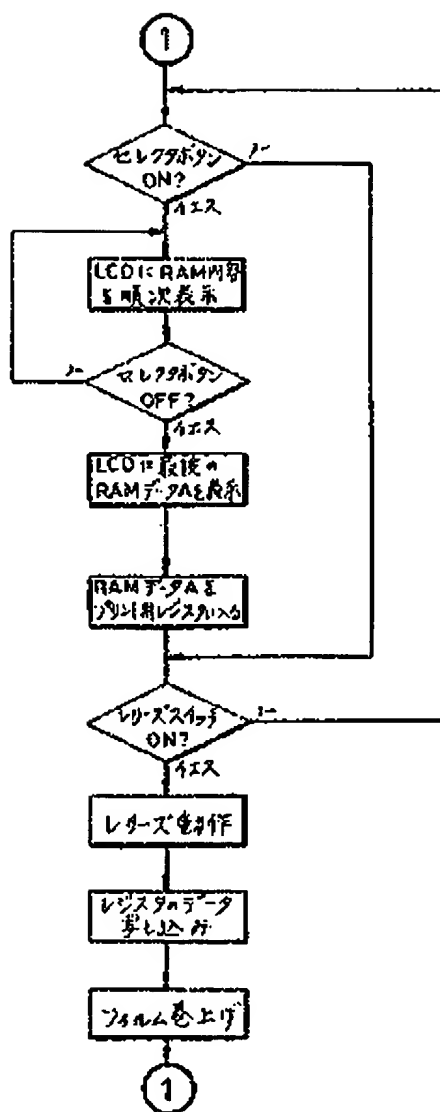 1
セレクタボタン
ON?
ノー
イエス
LCDにRAM内容
を順次表示
セレクタボタン
OFF?
ノー
イエス
LCDに最後の
RAMデータAを表示
RAMデータAを
プリント用レジスタに入る
レリーズスイッチ
ON?
ノー
イエス
レリーズ動作
レジスタのデータ
写し込み
フィルム巻上げ
1